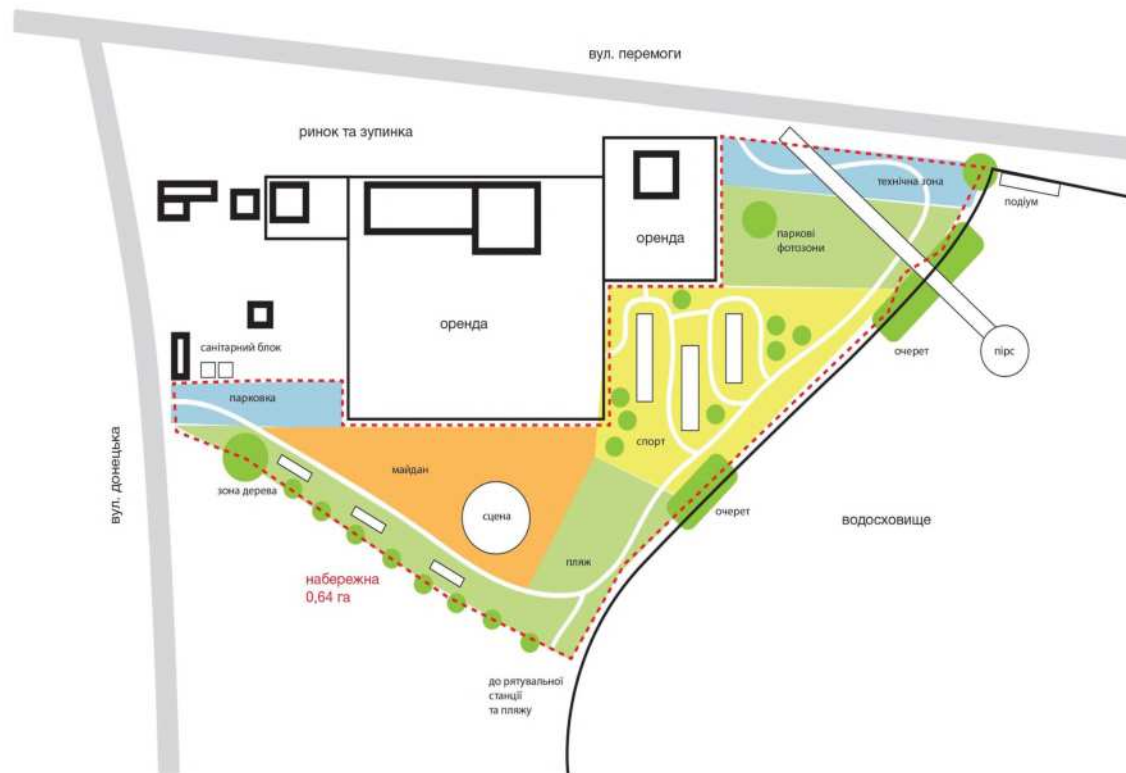 вул. перемоги
ринок та зупинка
технічна зона
подіум
паркові
фотозони
оренда
оренда
санітарний блок
очерет
пірс
парковка
спорт
майдан
зона дерева
сцена
очерет
водосховище
вул. донецька
пляж
набережна
0,64 га
до рятувальної
станції
та пляжу